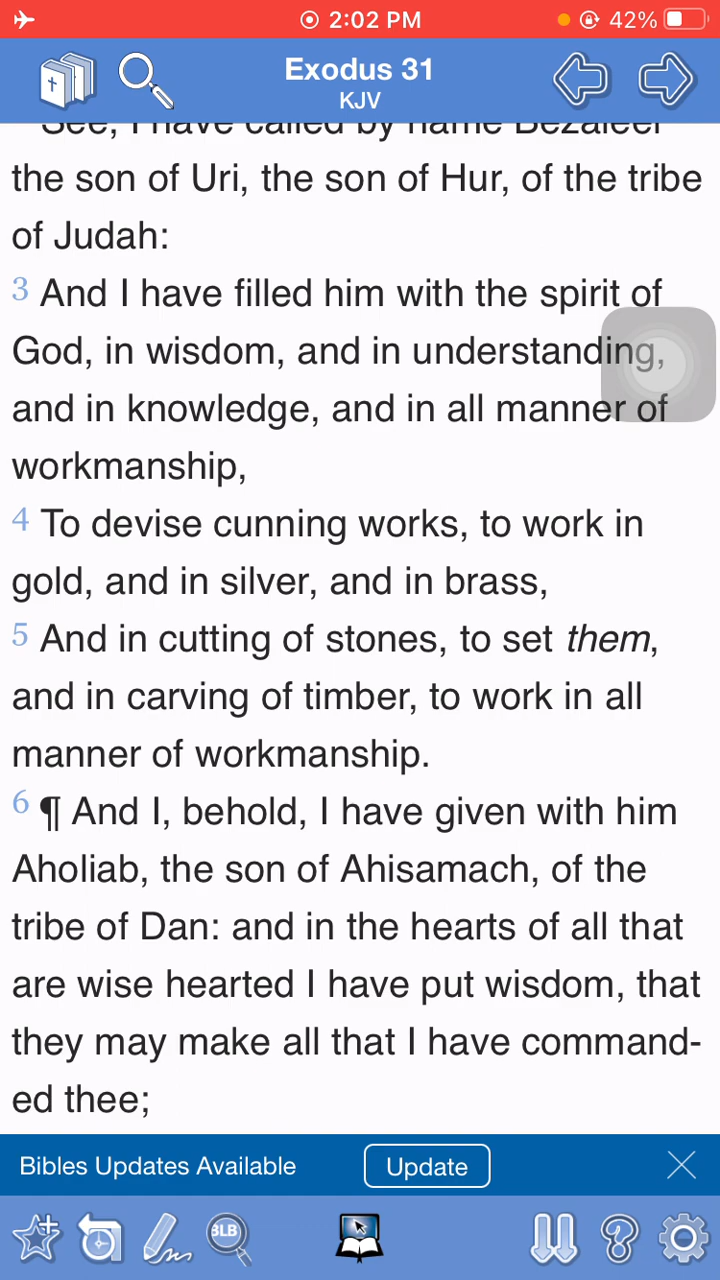 2:02 PM
42%
Exodus 31
KJV
See, I have called by name Bezaleel
the son of Uri, the son of Hur, of the tribe
of Judah:
3 And I have filled him with the spirit of
God, in wisdom, and in understanding,
and in knowledge, and in all manner of
workmanship,
4 To devise cunning works, to work in
gold, and in silver, and in brass,
5 And in cutting of stones, to set them,
and in carving of timber, to work in all
manner of workmanship.
6 ¶ And I, behold, I have given with him
Aholiab, the son of Ahisamach, of the
tribe of Dan: and in the hearts of all that
are wise hearted I have put wisdom, that
they may make all that I have command-
ed thee;
Bibles Updates Available
Update
BLB